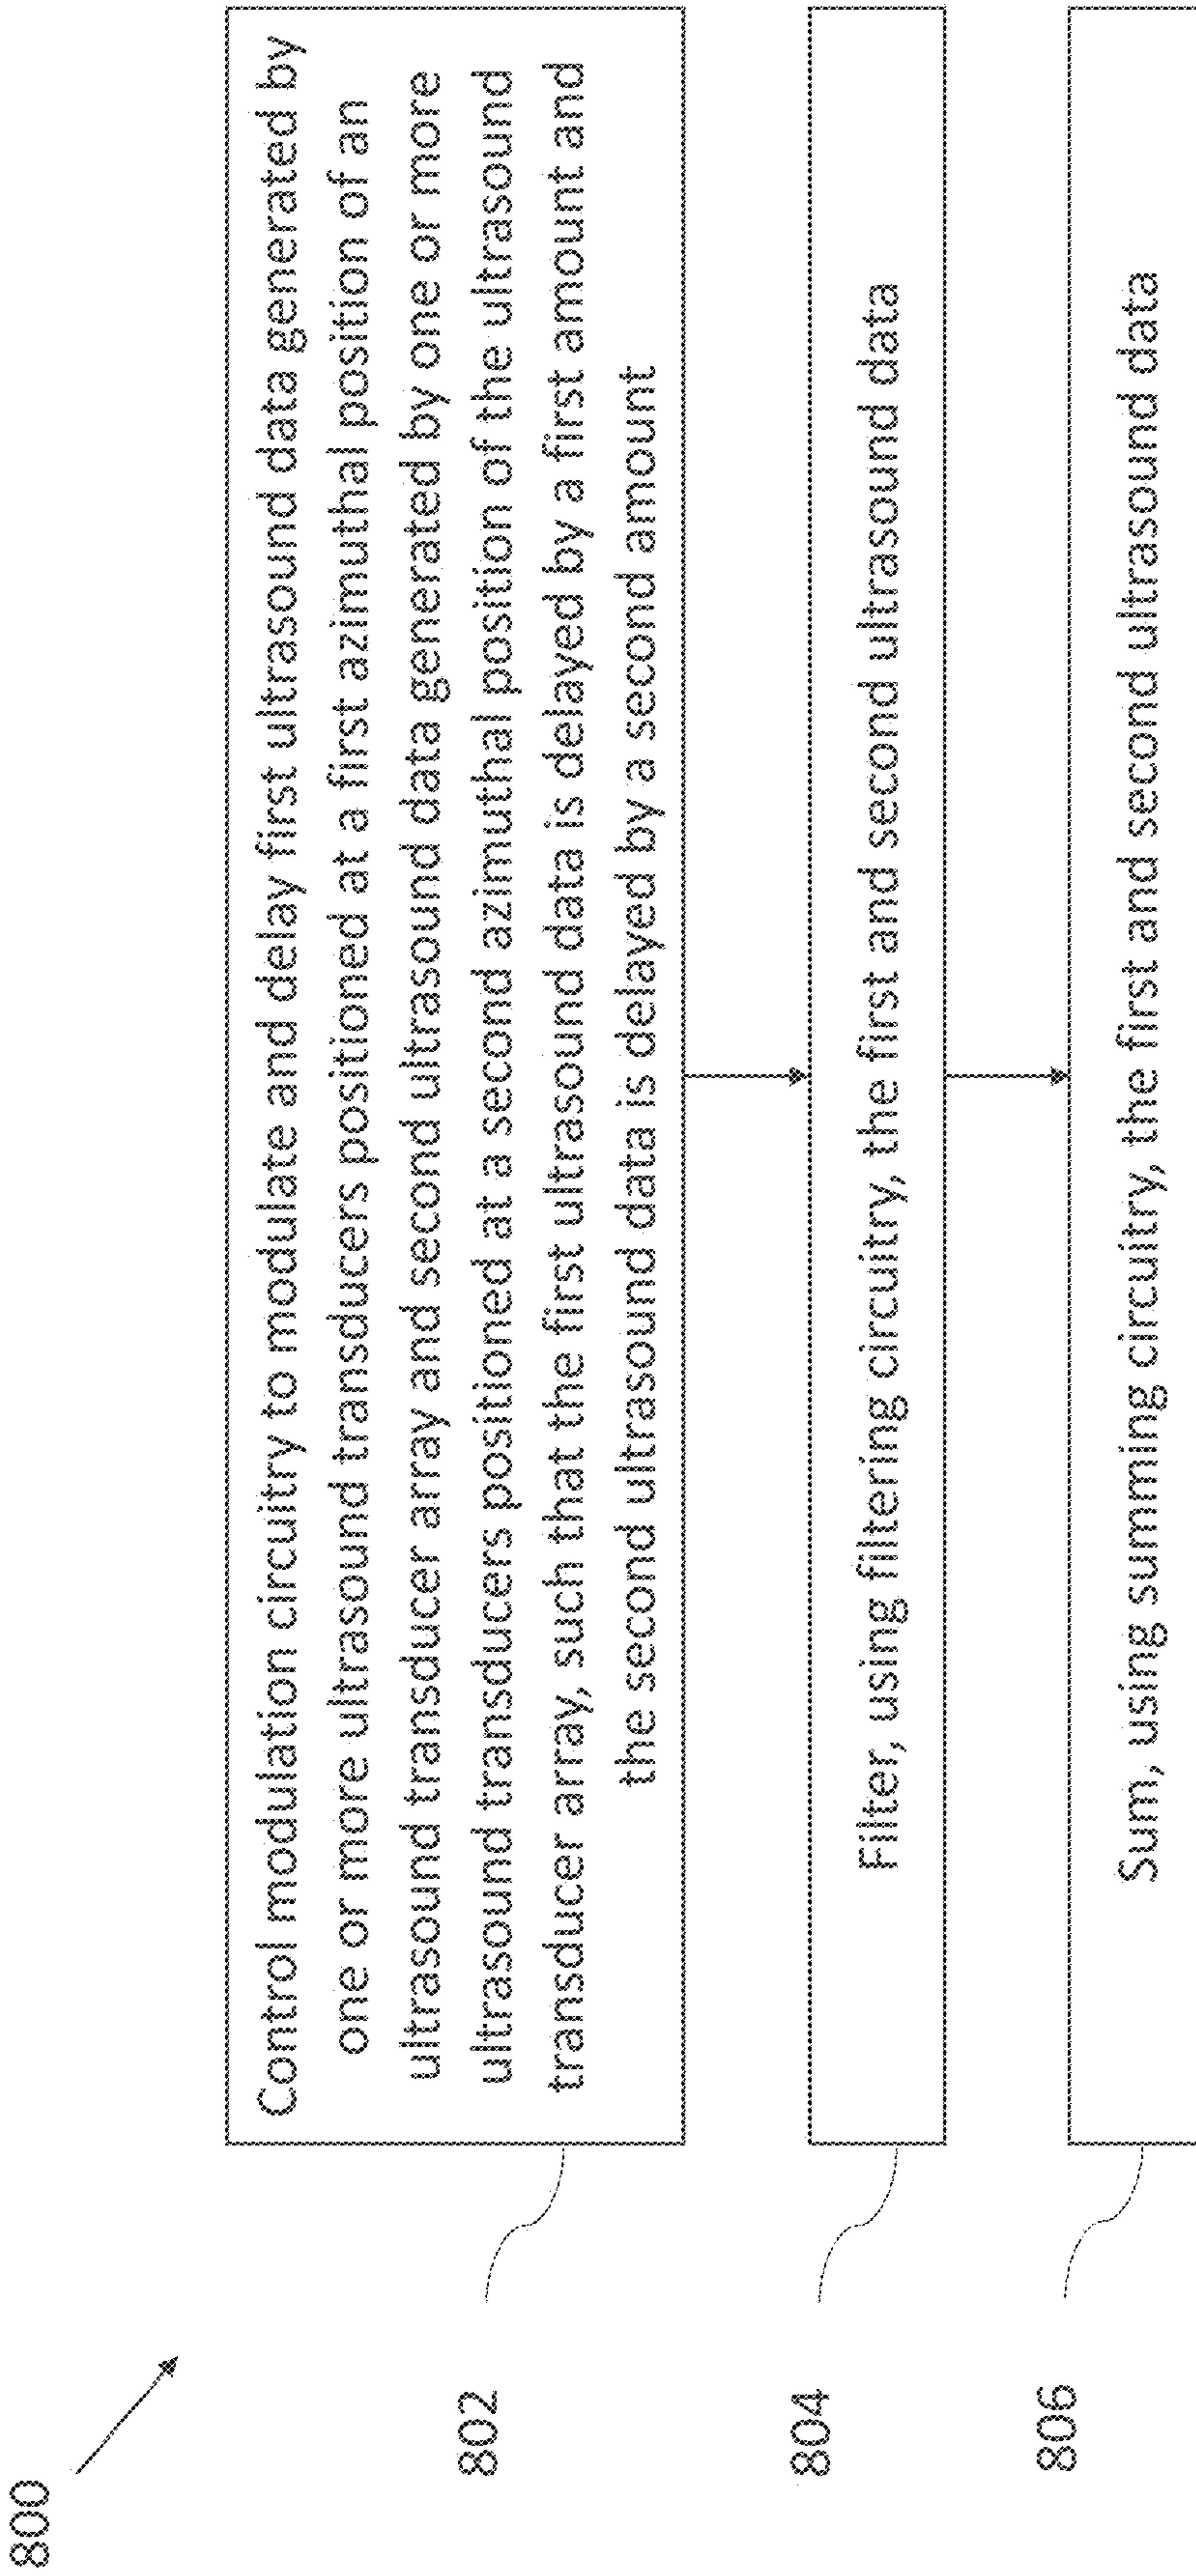 800
802
Control modulation circuitry to modulate and delay first ultrasound data generated by
one or more ultrasound transducers positioned at a first azimuthal position of an
ultrasound transducer array and second ultrasound data generated by one or more
ultrasound transducers positioned at a second azimuthal position of the ultrasound
transducer array, such that the first ultrasound data is delayed by a first amount and
the second ultrasound data is delayed by a second amount
804
Filter, using filtering circuitry, the first and second ultrasound data
806
Sum, using summing circuitry, the first and second ultrasound data